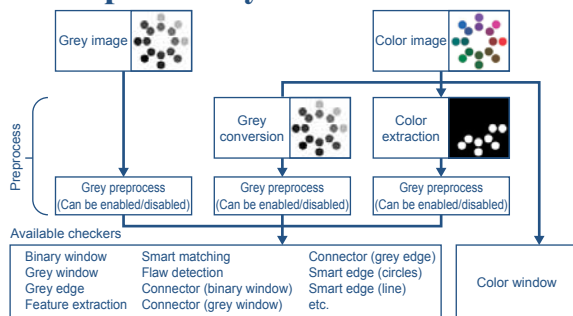 Grey image
Color image
Preprocess
Grey
conversion
Color
extraction
Grey preprocess
(Can be enabled/disabled)
Grey preprocess
(Can be enabled/disabled)
Grey preprocess
(Can be enabled/disabled)
Available checkers
Binary window
Grey window
Grey edge
Feature extraction
Smart matching
Flaw detection
Connector (binary window)
Connector (grey window)
Connector (grey edge)
Smart edge (circles)
Smart edge (line)
etc.
Color window